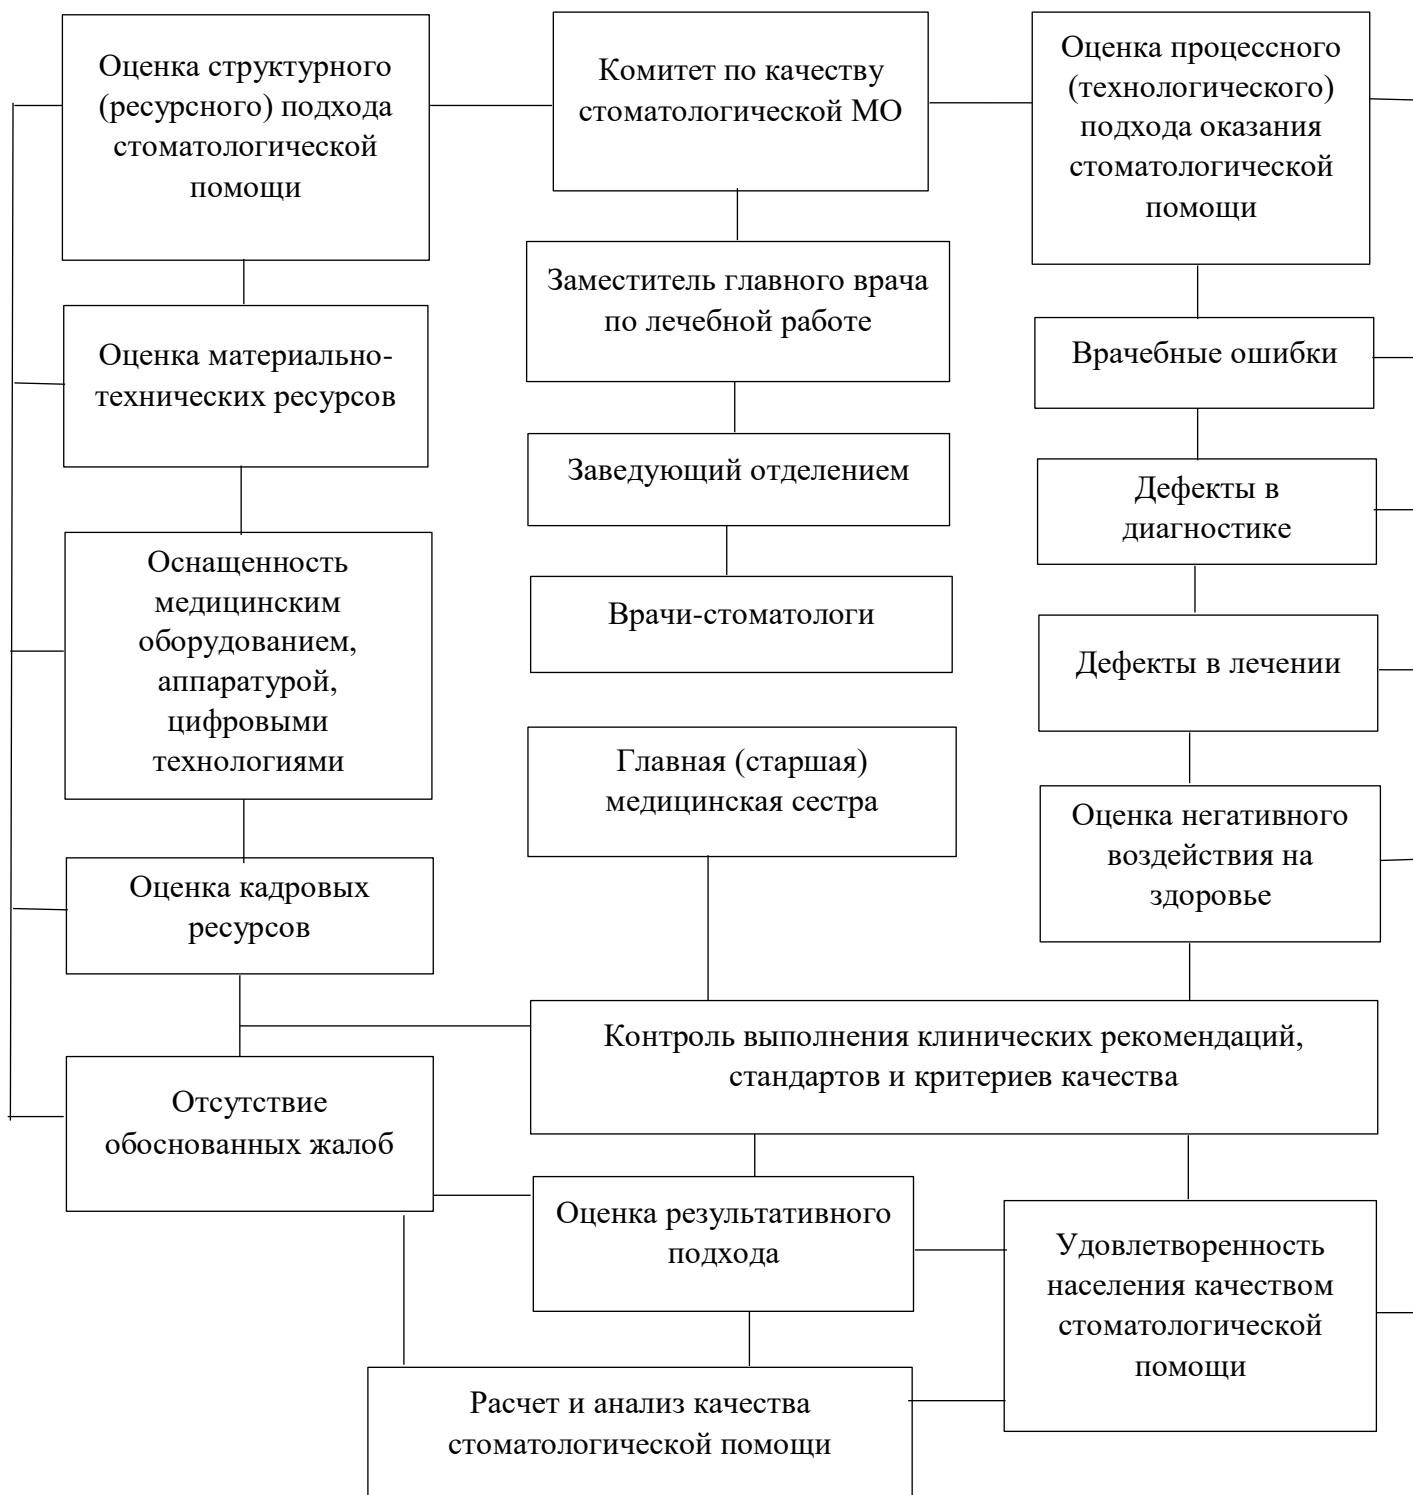 Оценка структурного
(ресурсного) подхода
стоматологической
помощи
Комитет по качеству
стоматологической МО
Оценка процессного
(технологического)
подхода оказания
стоматологической
помощи
Заместитель главного врача
по лечебной работе
Оценка материально-
технических ресурсов
Врачебные ошибки
Заведующий отделением
Дефекты в
диагностике
Оснащенность
медицинским
оборудованием,
аппаратурой,
цифровыми
технологиями
Врачи-стоматологи
Дефекты в лечении
Главная (старшая)
медицинская сестра
Оценка негативного
воздействия на
здоровье
Оценка кадровых
ресурсов
Контроль выполнения клинических рекомендаций,
стандартов и критериев качества
Отсутствие
обоснованных жалоб
Оценка результативного
подхода
Удовлетворенность
населения качеством
стоматологической
помощи
Расчет и анализ качества
стоматологической помощи